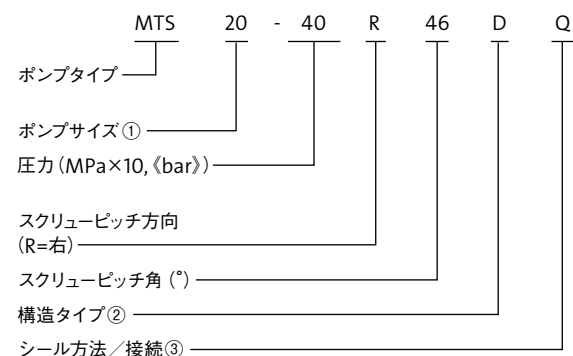 MTS 20 - 40 R 46 D Q
ポンプタイプ
ポンプサイズ①
圧力（MPa×10,《bar》）
スクリューピッチ方向
（R=右）
スクリューピッチ角（°）
構造タイプ②
シール方法／接続③